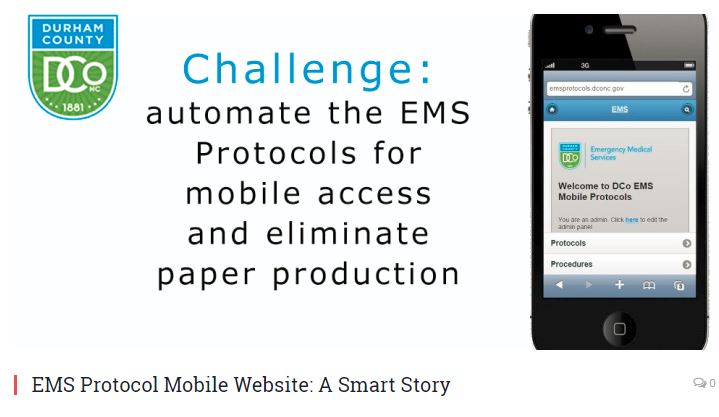 DURHAM
COUNTY
DCo
NC
1881
Challenge:
automate the EMS
Protocols for
mobile access
and eliminate
paper production
3G
emsprotocols.dconc.gov
EMS
DCo
Emergency Medical
Services
Welcome to DCo EMS
Mobile Protocols
You are an admin. Click here to edit the
admin panel
Protocols
Procedures
EMS Protocol Mobile Website: A Smart Story
0